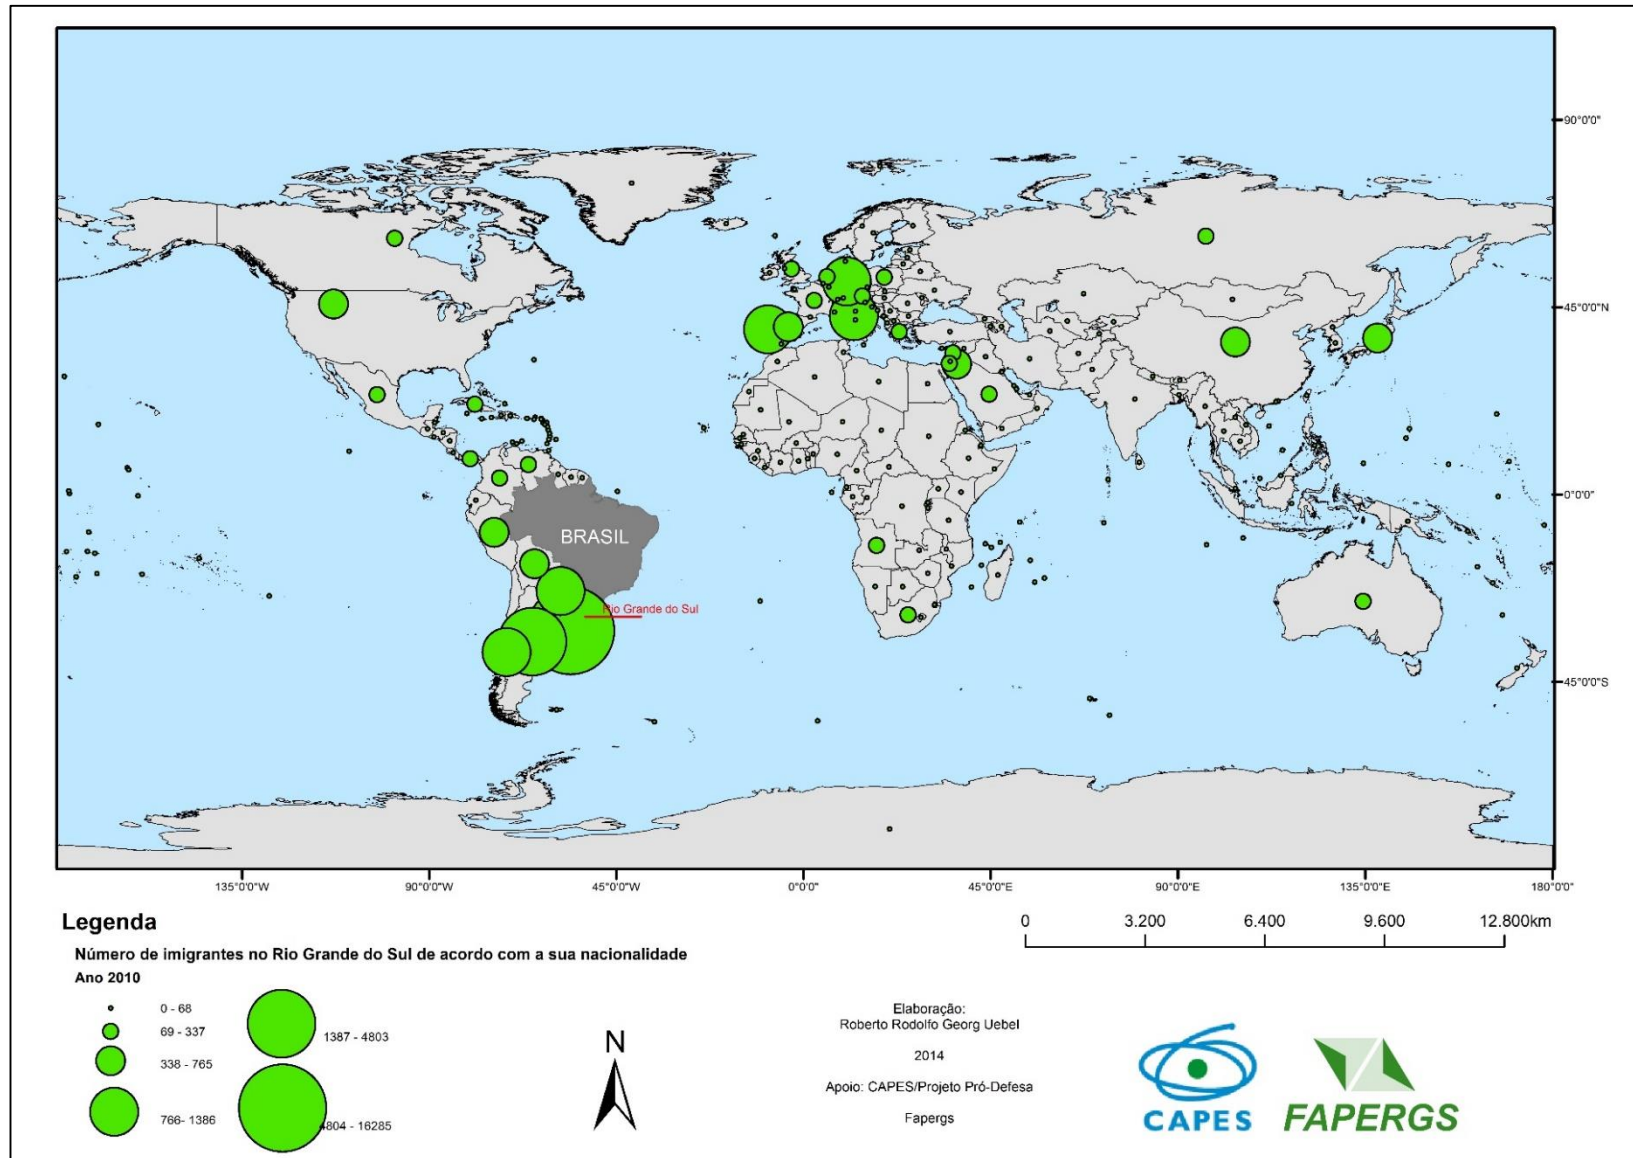 90°0'0"
45°0'0"N
BRASIL
0°0'0"
Rio Grande do Sul
45°0'0"S
135°0'0"W 90°0'0"W 45°0'0"W 0°0'0" 45°0'0"E 90°0'0"E 135°0'0"E 180°0'0"
Legenda
Número de imigrantes no Rio Grande do Sul de acordo com a sua nacionalidade
Ano 2010
0 - 68
69 - 337
338 - 765
766- 1386
1387 - 4803
4804 - 16285
N
0 3.200 6.400 9.600 12.800km
Elaboração:
Roberto Rodolfo Georg Uebel
2014
Apoio: CAPES/Projeto Pró-Defesa
Fapergs
CAPES
FAPERGS